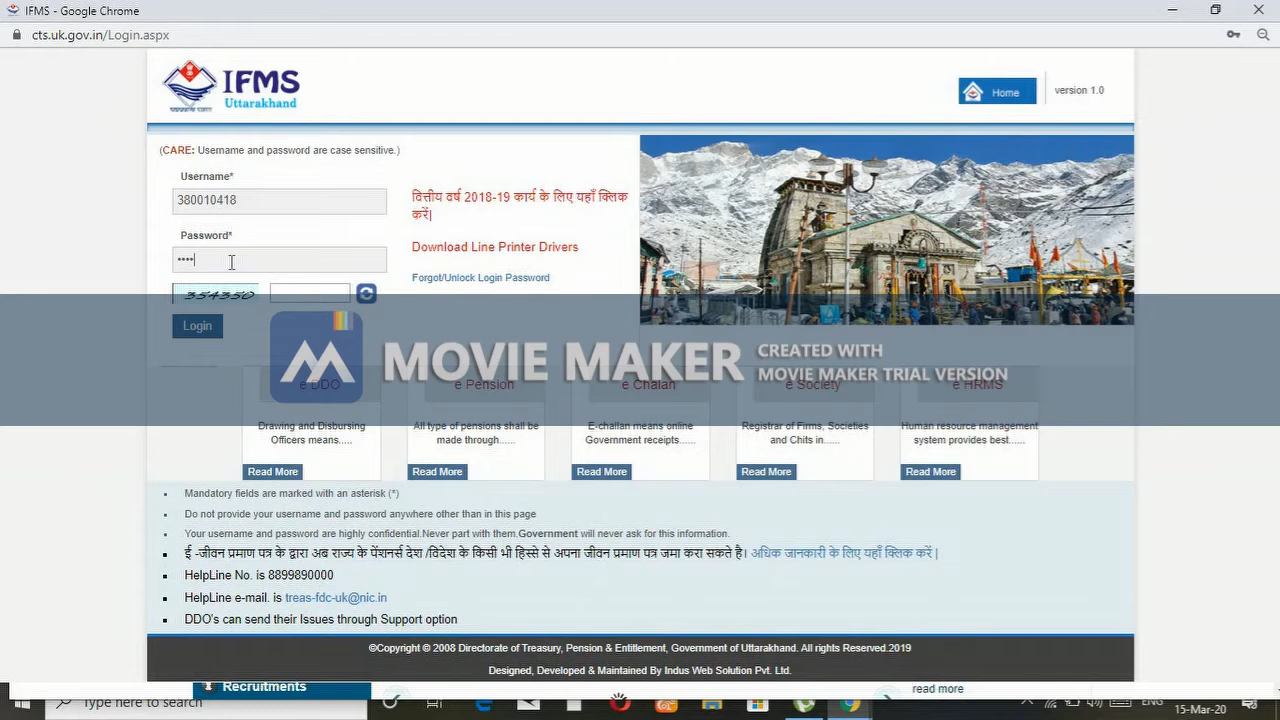 IFMS - Google Chrome
cts.uk.gov.in/Login.aspx
IFMS
Uttarakhand
Home
version 1.0
(CARE: Username and password are case sensitive.)
Username*
380010418
वित्तीय वर्ष 2018-19 कार्य के लिए यहाँ क्लिक
करें|
Password*
••••
Download Line Printer Drivers
Forgot/Unlock Login Password
354350
Login
MOVIE MAKER
CREATED WITH
MOVIE MAKER TRIAL VERSION
e DDO
e Pension
e Chalan
e Society
e HRMS
Drawing and Disbursing
Officers means.....
All type of pensions shall be
made through......
E-challan means online
Government receipts.....
Registrar of Firms, Societies
and Chits in......
Human resource management
system provides best......
Read More
Read More
Read More
Read More
Read More
Mandatory fields are marked with an asterisk (*)
Do not provide your username and password anywhere other than in this page
Your username and password are highly confidential.Never part with them.Government will never ask for this information.
ई -जीवन प्रमाण पत्र के द्वारा अब राज्य के पेंशनर्स देश /विदेश के किसी भी हिस्से से अपना जीवन प्रमाण पत्र जमा करा सकते है। अधिक जानकारी के लिए यहाँ क्लिक करें |
HelpLine No. is 8899890000
HelpLine e-mail. is treas-fdc-uk@nic.in
DDO's can send their Issues through Support option
©Copyright © 2008 Directorate of Treasury, Pension & Entitlement, Government of Uttarakhand. All rights Reserved.2019
Designed, Developed & Maintained By Indus Web Solution Pvt. Ltd.
Recruitments
read more
Type here to search
ENG
15-Mar-20